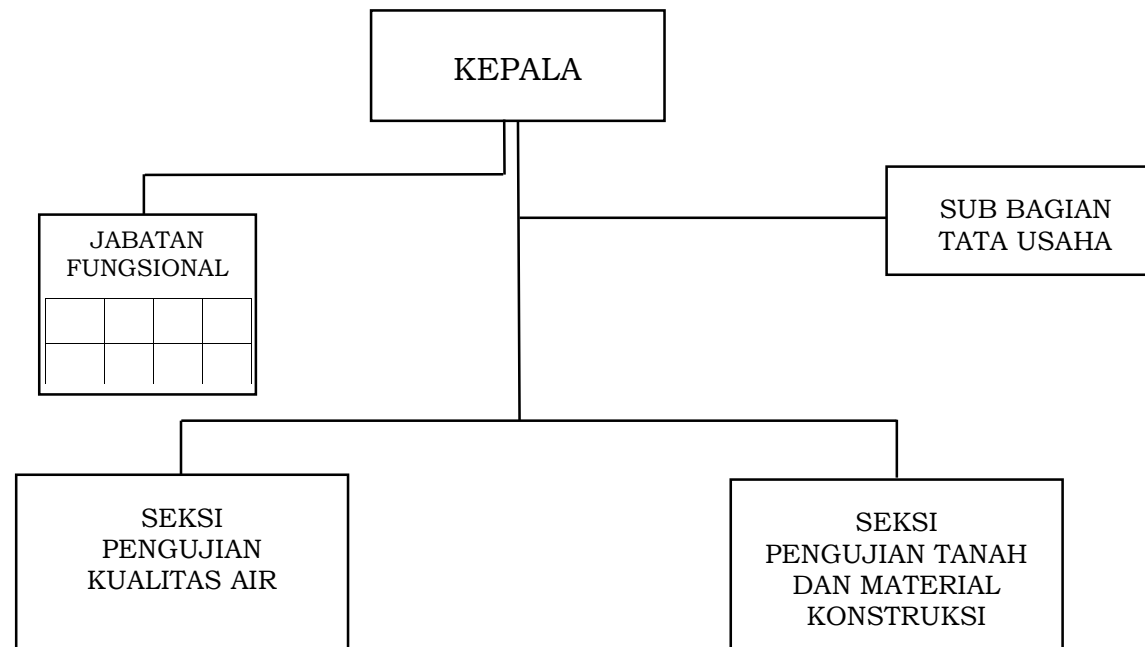 KEPALA
SUB BAGIAN
TATA USAHA
JABATAN
FUNGSIONAL
SEKSI
PENGUJIAN
KUALITAS AIR
SEKSI
PENGUJIAN TANAH
DAN MATERIAL
KONSTRUKSI